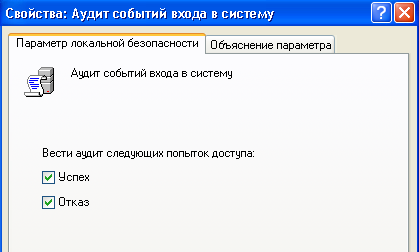 Свойства: Аудит событий входа в систему
Параметр локальной безопасности
Объяснение параметра
Аудит событий входа в систему
Вести аудит следующих попыток доступа:
Успех
Отказ